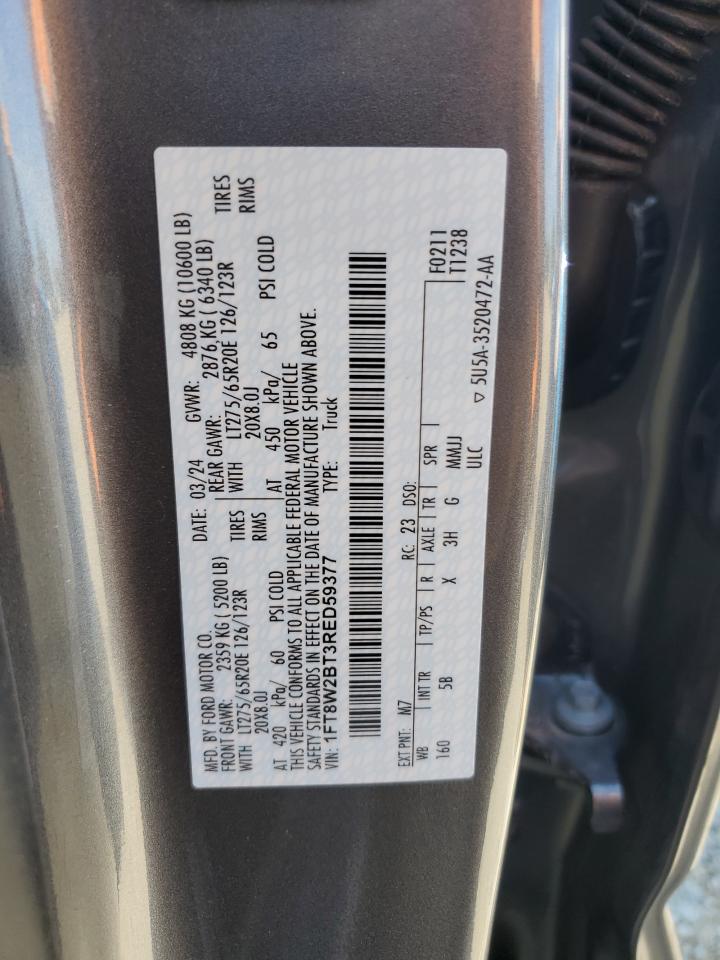 MFD. BY FORD MOTOR CO.
DATE: 03/24 GVWR: 4808 KG (10600 LB)
FRONT GAWR: 2359 KG ( 5200 LB) REAR GAWR: 2876 KG ( 6340 LB)
WITH LT275/65R20E 126/123R TIRES WITH LT275/65R20E 126/123R TIRES
20X8.0J RIMS 20X8.0J RIMS
AT 420 kPa/ 60 PSI COLD AT 450 kPa/ 65 PSI COLD
THIS VEHICLE CONFORMS TO ALL APPLICABLE FEDERAL MOTOR VEHICLE
SAFETY STANDARDS IN EFFECT ON THE DATE OF MANUFACTURE SHOWN ABOVE.
VIN: 1FT8W2BT3RED59377 TYPE: Truck
EXT PNT: M7 RC: 23 DSO: F0211
WB INT TR TP/PS R AXLE TR SPR T1238
160 5B X 3H G MMJJ
ULC ▽ 5U5A-3520472-AA